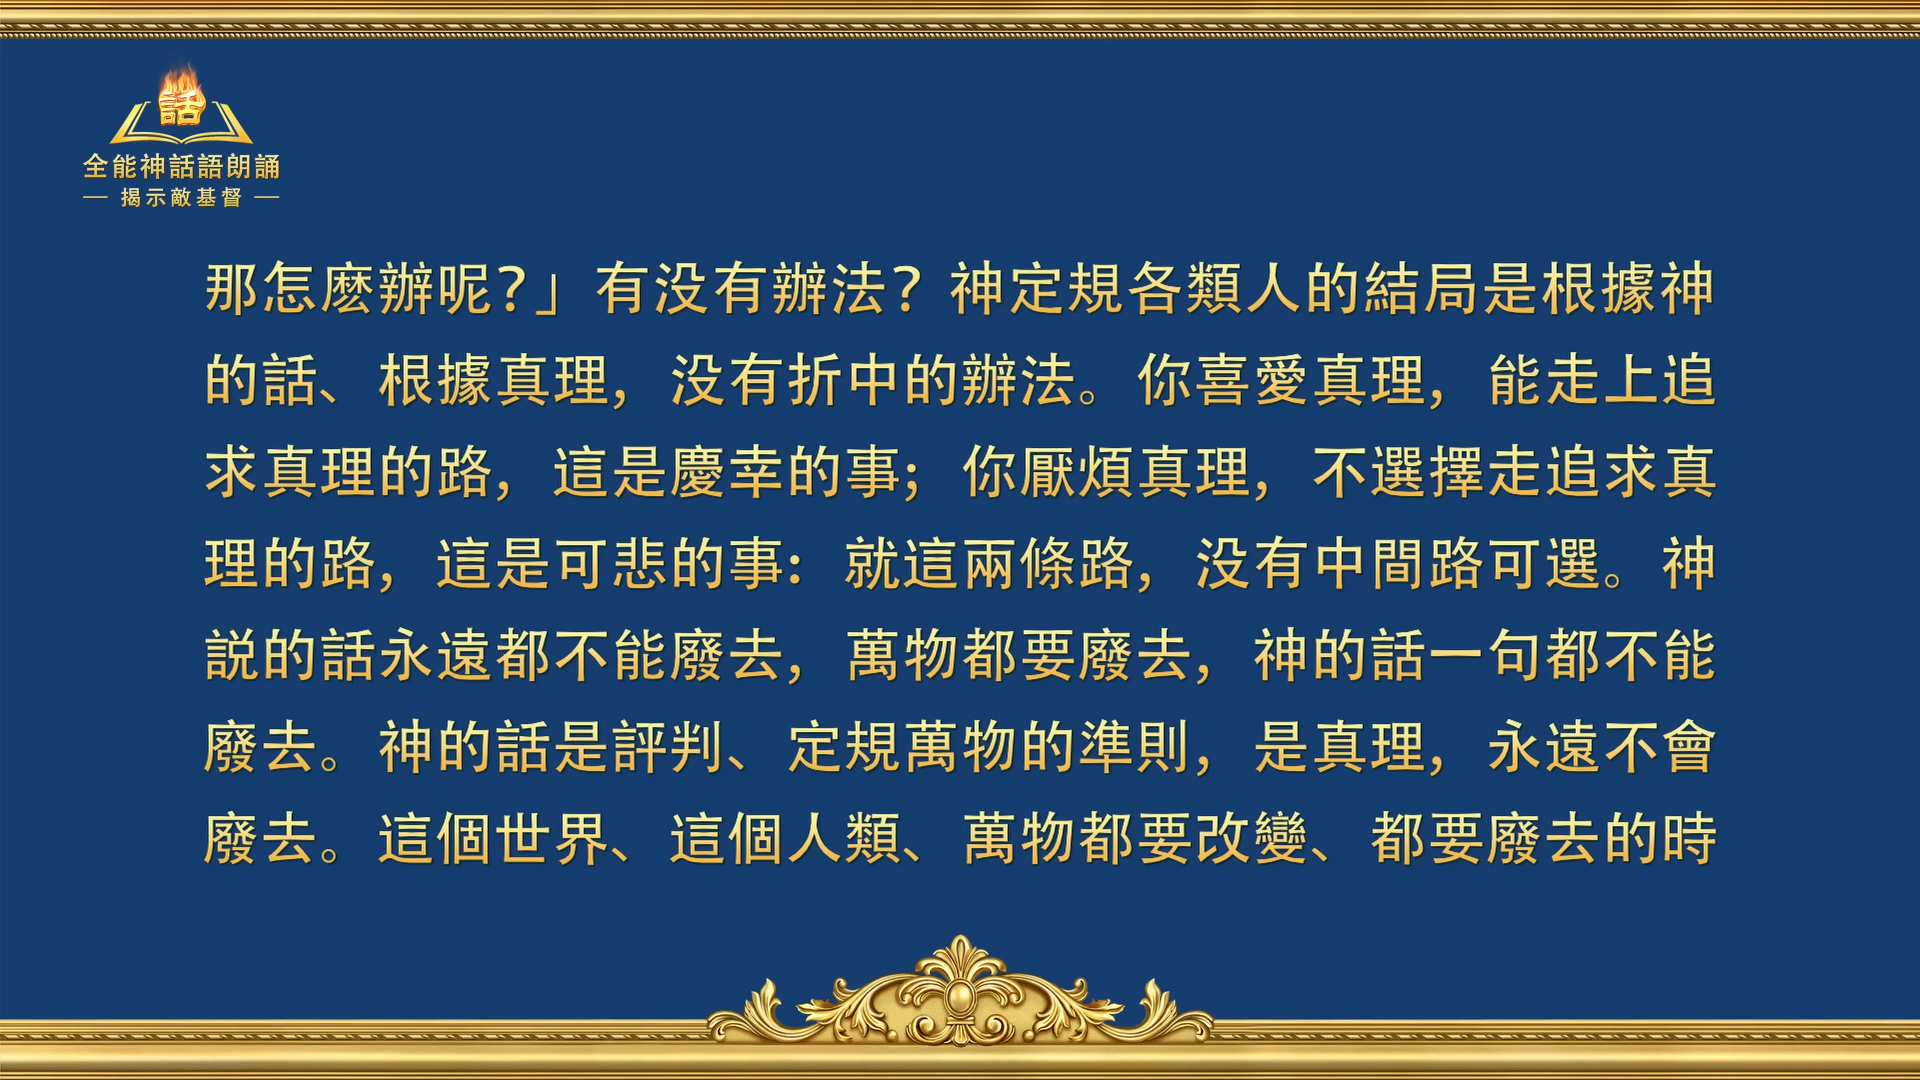 話
全能神話語朗誦
— 揭示敵基督 —
那怎麽辦呢？」有没有辦法？神定規各類人的結局是根據神
的話、根據真理，没有折中的辦法。你喜愛真理，能走上追
求真理的路，這是慶幸的事；你厭煩真理，不選擇走追求真
理的路，這是可悲的事：就這兩條路，没有中間路可選。神
説的話永遠都不能廢去，萬物都要廢去，神的話一句都不能
廢去。神的話是評判、定規萬物的準則，是真理，永遠不會
廢去。這個世界、這個人類、萬物都要改變、都要廢去的時